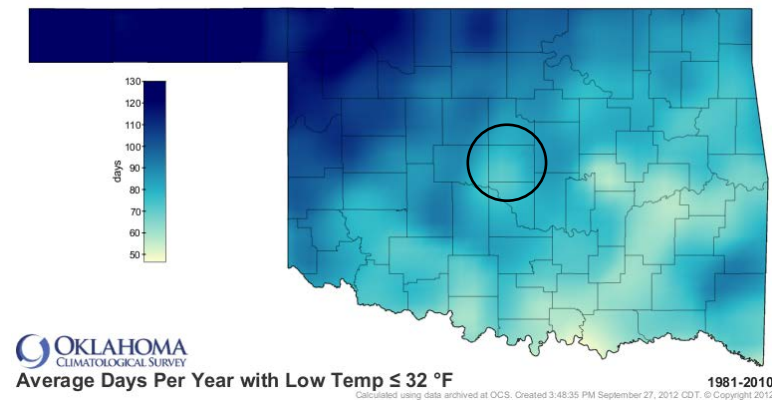 130
120
110
100
90
80
70
60
50
days
OKLAHOMA
CLIMATOLOGICAL SURVEY
Average Days Per Year with Low Temp ≤ 32 °F
1981-2010
Calculated using data archived at OCS. Created 3:48:35 PM September 27, 2012 CDT. © Copyright 2012